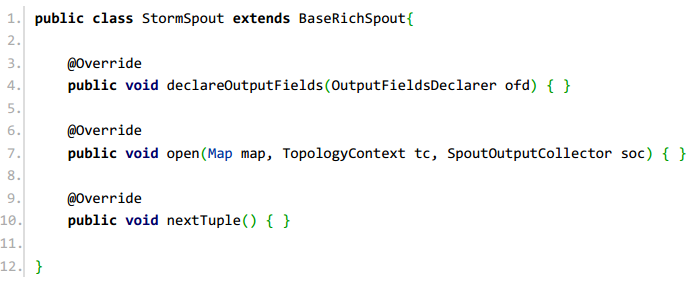 1. public class StormSpout extends BaseRichSpout{
2.
3. @Override
4. public void declareOutputFields(OutputFieldsDeclarer ofd) { }
5.
6. @Override
7. public void open(Map map, TopologyContext tc, SpoutOutputCollector soc) { }
8.
9. @Override
10. public void nextTuple() { }
11.
12. }